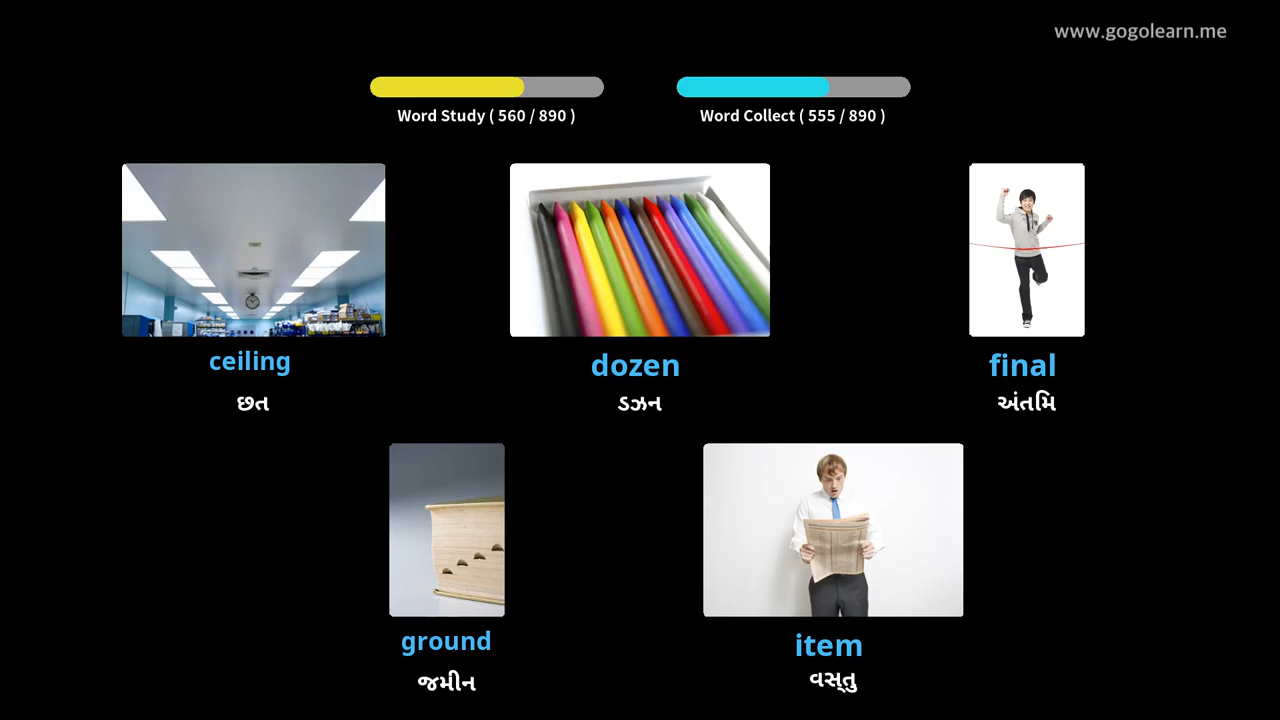 www.gogolearn.me
Word Study ( 560 / 890 )
Word Collect ( 555 / 890 )
ceiling
છત
dozen
ડઝન
final
અંતમિ
ground
જમીન
item
વસ્તુ